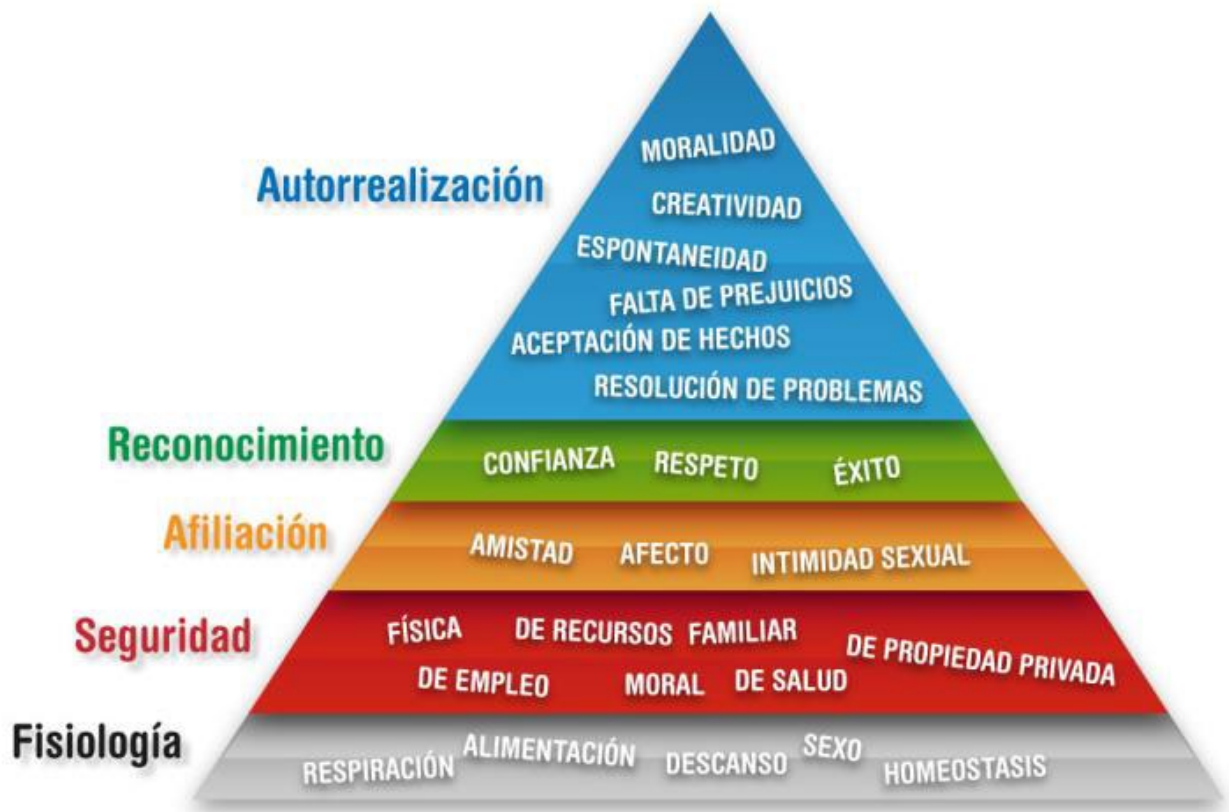 Autorrealización
MORALIDAD
CREATIVIDAD
ESPONTANEIDAD
FALTA DE PREJUICIOS
ACEPTACIÓN DE HECHOS
RESOLUCIÓN DE PROBLEMAS
Reconocimiento
CONFIANZA RESPETO ÉXITO
Afiliación
AMISTAD AFECTO INTIMIDAD SEXUAL
Seguridad
FÍSICA DE RECURSOS FAMILIAR DE PROPIEDAD PRIVADA
DE EMPLEO MORAL DE SALUD
Fisiología
RESPIRACIÓN ALIMENTACIÓN DESCANSO SEXO HOMEOSTASIS